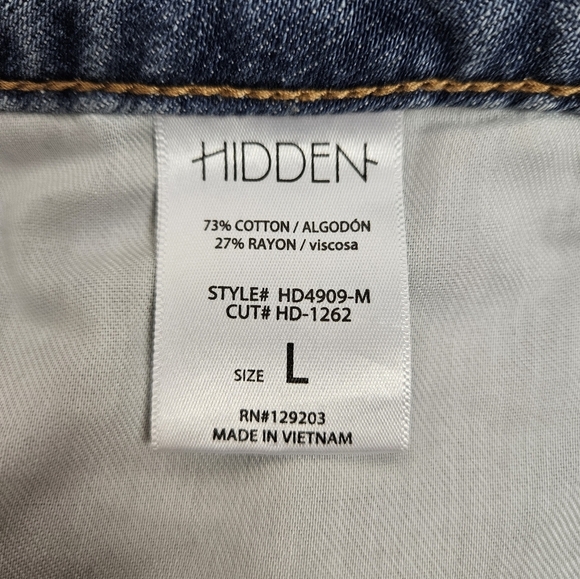 HIDDEN
73% COTTON / ALGODÓN
27% RAYON / viscosa
STYLE# HD4909-M
CUT# HD-1262
SIZE L
RN#129203
MADE IN VIETNAM